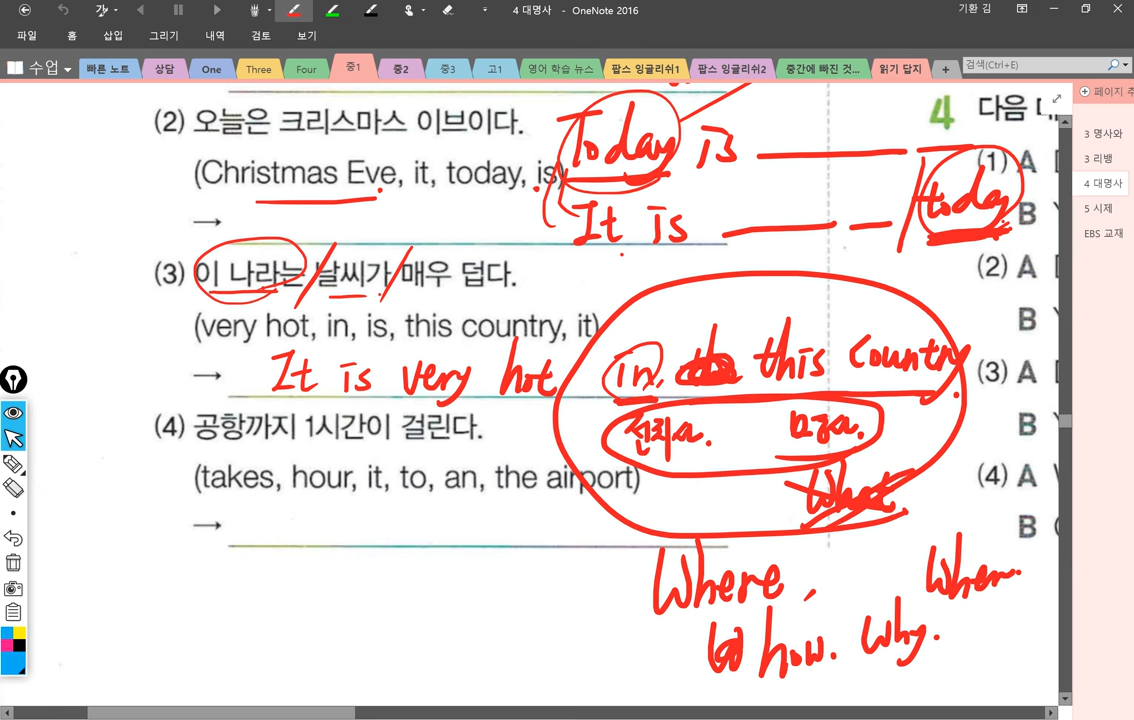 4 대명사 - OneNote 2016
기환 김
파일 홈 삽입 그리기 내역 검토 보기
수업 빠른 노트 상담 One Three Four 중1 중2 중3 고1 영어 학습 뉴스 팝스 잉글리쉬1 팝스 잉글리쉬2 중간에 빠진 것... 읽기 답지 + 검색(Ctrl+E)
페이지 추
3 명사와
3 리뱅
4 대명사
5 시제
EBS 교재
(2) 오늘은 크리스마스 이브이다.
Today is
(Christmas Eve, it, today, is)
→ It is today
(3) 이 나라는 날씨가 매우 덥다.
(very hot, in, is, this country, it)
→ It is very hot in this country
전치사. 명사.
(4) 공항까지 1시간이 걸린다.
(takes, hour, it, to, an, the airport)
What
→
Where, When.
how. why.
4 다음 대
(1) A
B
(2) A
B
(3) A
B
(4) A
B